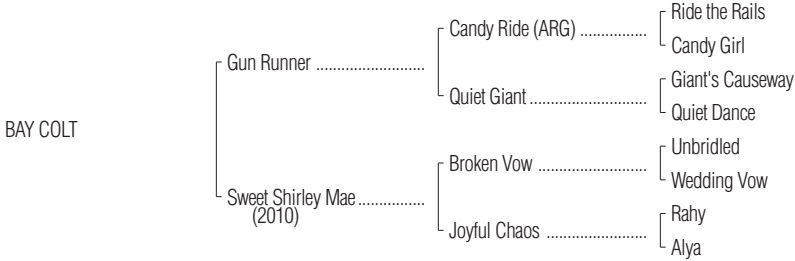 Ride the Rails
Candy Ride (ARG) ................
Candy Girl
Gun Runner ..........................
Giant's Causeway
Quiet Giant ............................
Quiet Dance
BAY COLT
Unbridled
Broken Vow ..........................
Wedding Vow
Sweet Shirley Mae ................
(2010)
Rahy
Joyful Chaos ........................
Alya